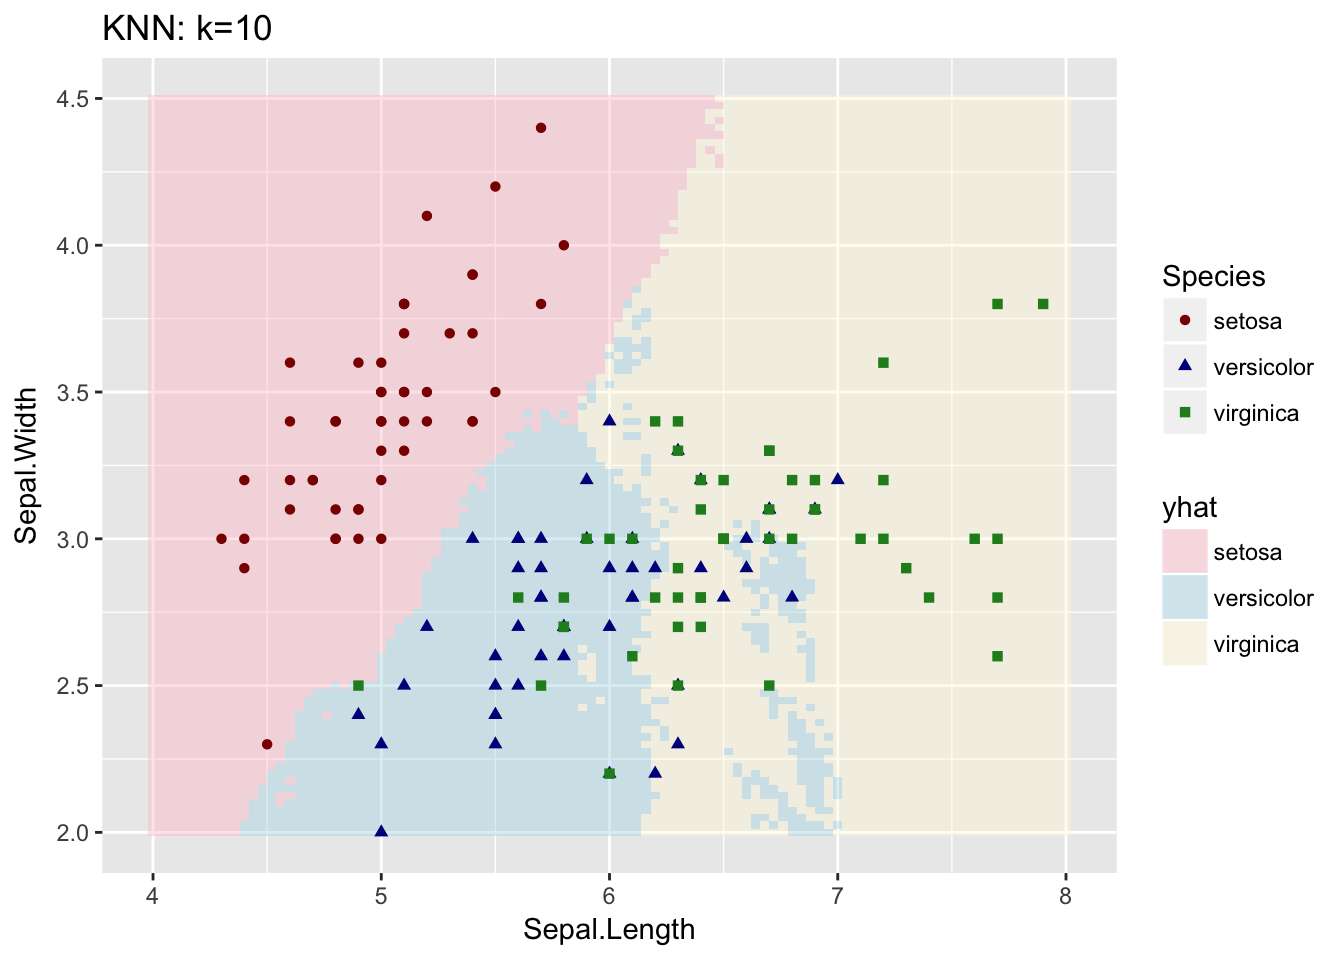 KNN: k=10
4.5
4.0
3.5
3.0
2.5
2.0
Sepal.Width
4 5 6 7 8
Sepal.Length
Species
setosa
versicolor
virginica
yhat
setosa
versicolor
virginica